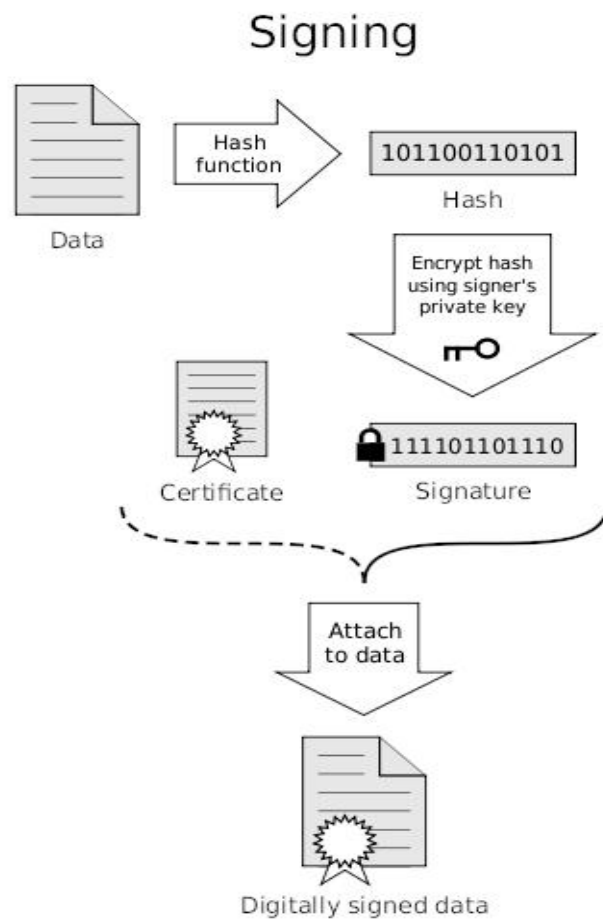 Signing
Hash
function
101100110101
Data
Hash
Encrypt hash
using signer's
private key
111101101110
Certificate
Signature
Attach
to data
Digitally signed data